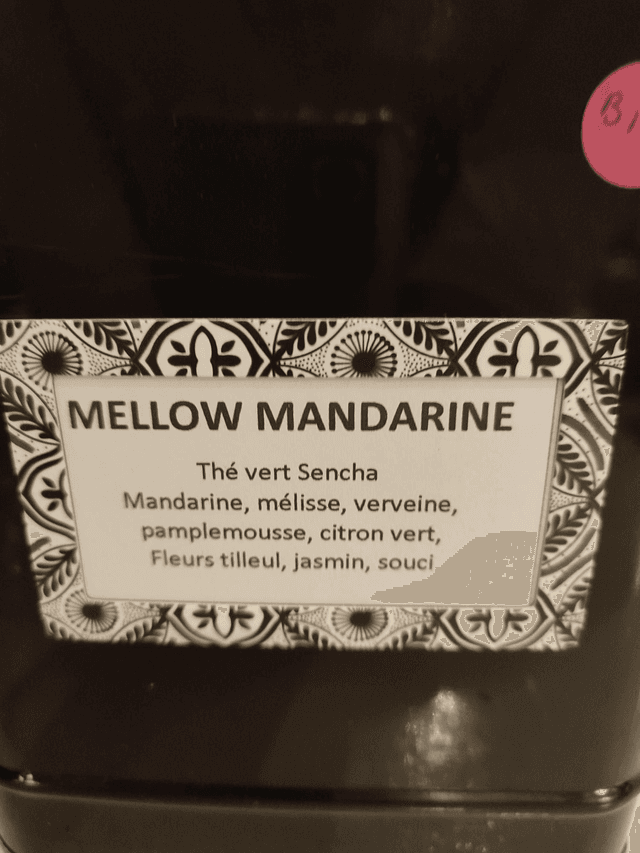 MELLOW MANDARINE
Thé vert Sencha
Mandarine, mélisse, verveine,
pamplemousse, citron vert,
Fleurs tilleul, jasmin, souci